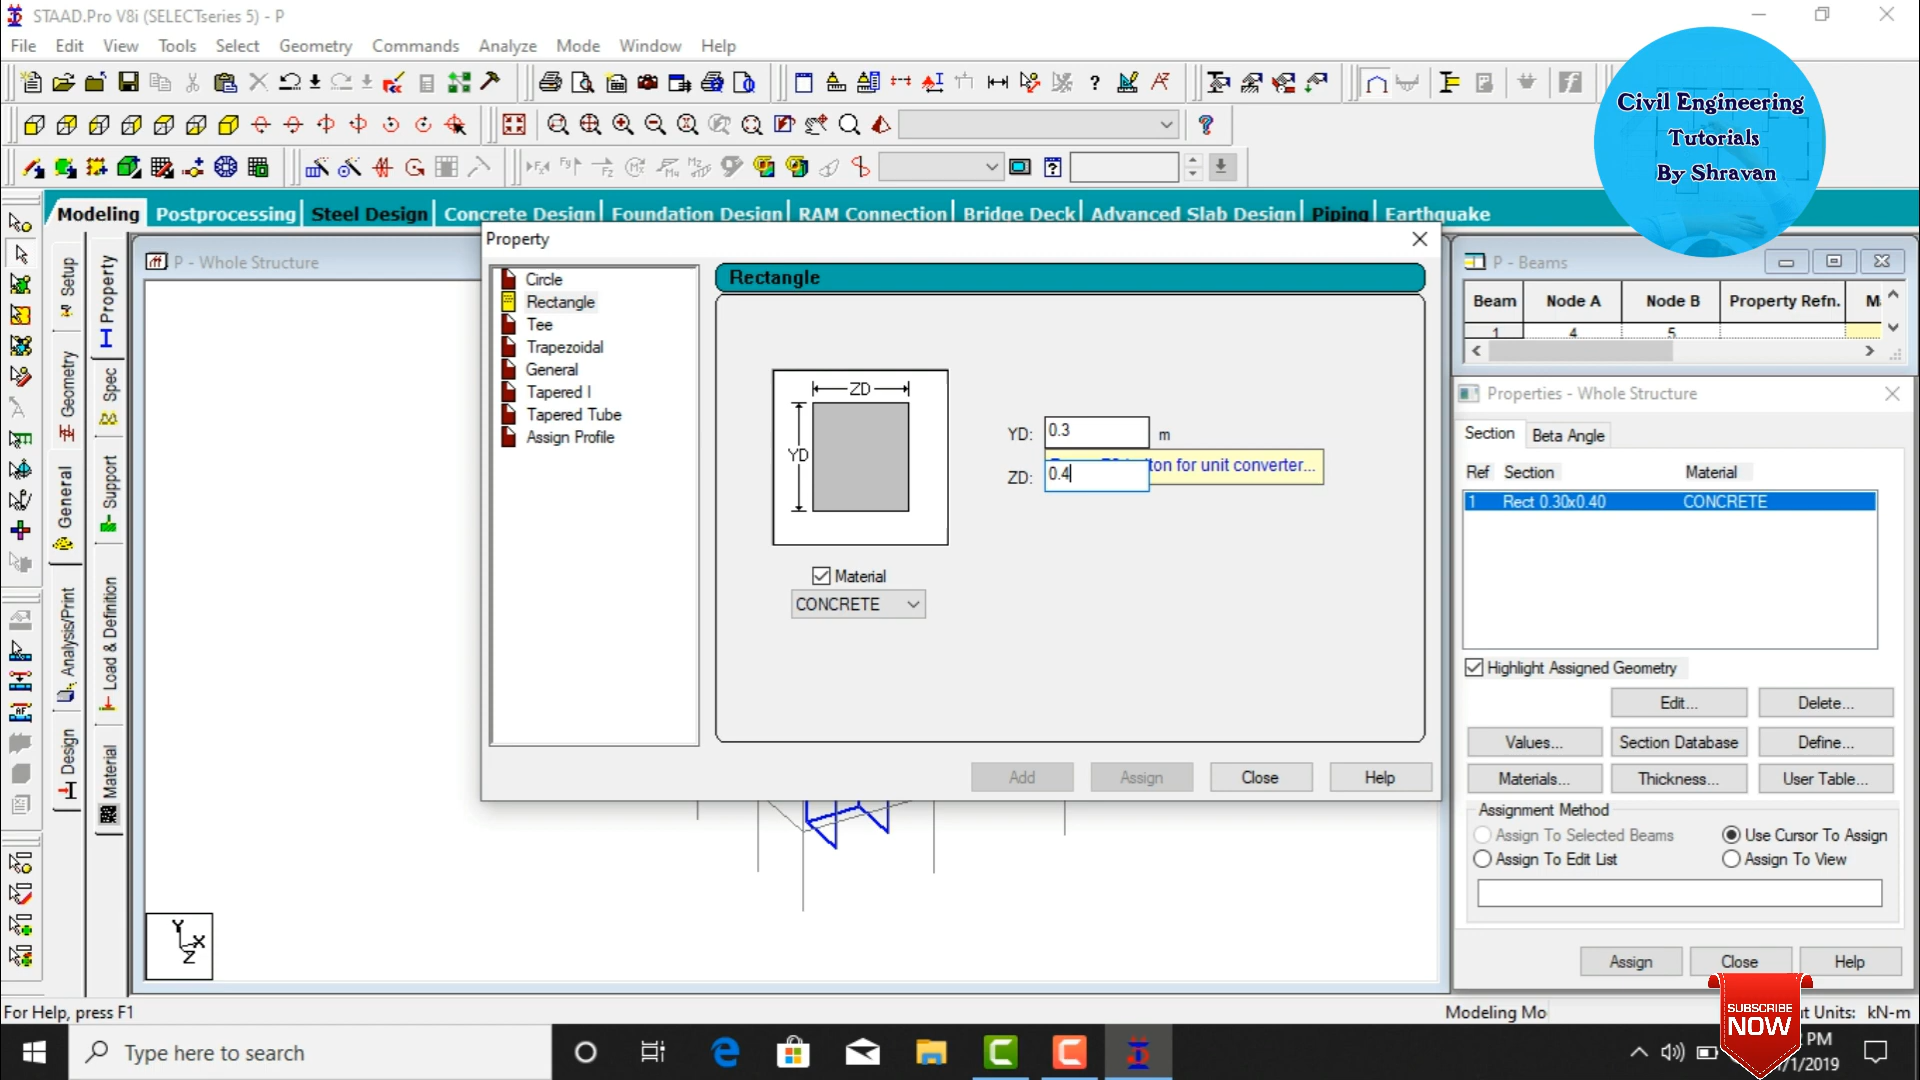 STAAD.Pro V8i (SELECTseries 5) - P
File Edit View Tools Select Geometry Commands Analyze Mode Window Help
Civil Engineering
Tutorials
By Shravan
Modeling Postprocessing Steel Design Concrete Design Foundation Design RAM Connection Bridge Deck Advanced Slab Design Piping Earthquake
Setup
Geometry
General
Analysis/Print
Design
Property
Spec
Support
Load & Definition
Material
P - Whole Structure
Property
Circle
Rectangle
Tee
Trapezoidal
General
Tapered I
Tapered Tube
Assign Profile
Rectangle
ZD
YD
YD: 0.3 m
ZD: 0.4
for unit converter...
Material
CONCRETE
Add Assign Close Help
P - Beams
Beam Node A Node B Property Refn.
1 4 5
Properties - Whole Structure
Section Beta Angle
Ref Section Material
1 Rect 0.30x0.40 CONCRETE
Highlight Assigned Geometry
Edit... Delete...
Values... Section Database Define...
Materials... Thickness... User Table...
Assignment Method
Assign To Selected Beams Use Cursor To Assign
Assign To Edit List Assign To View
Assign Close Help
Y
X
Z
For Help, press F1
Modeling Mo
Units: kN-m
SUBSCRIBE
NOW
Type here to search
PM
/1/2019